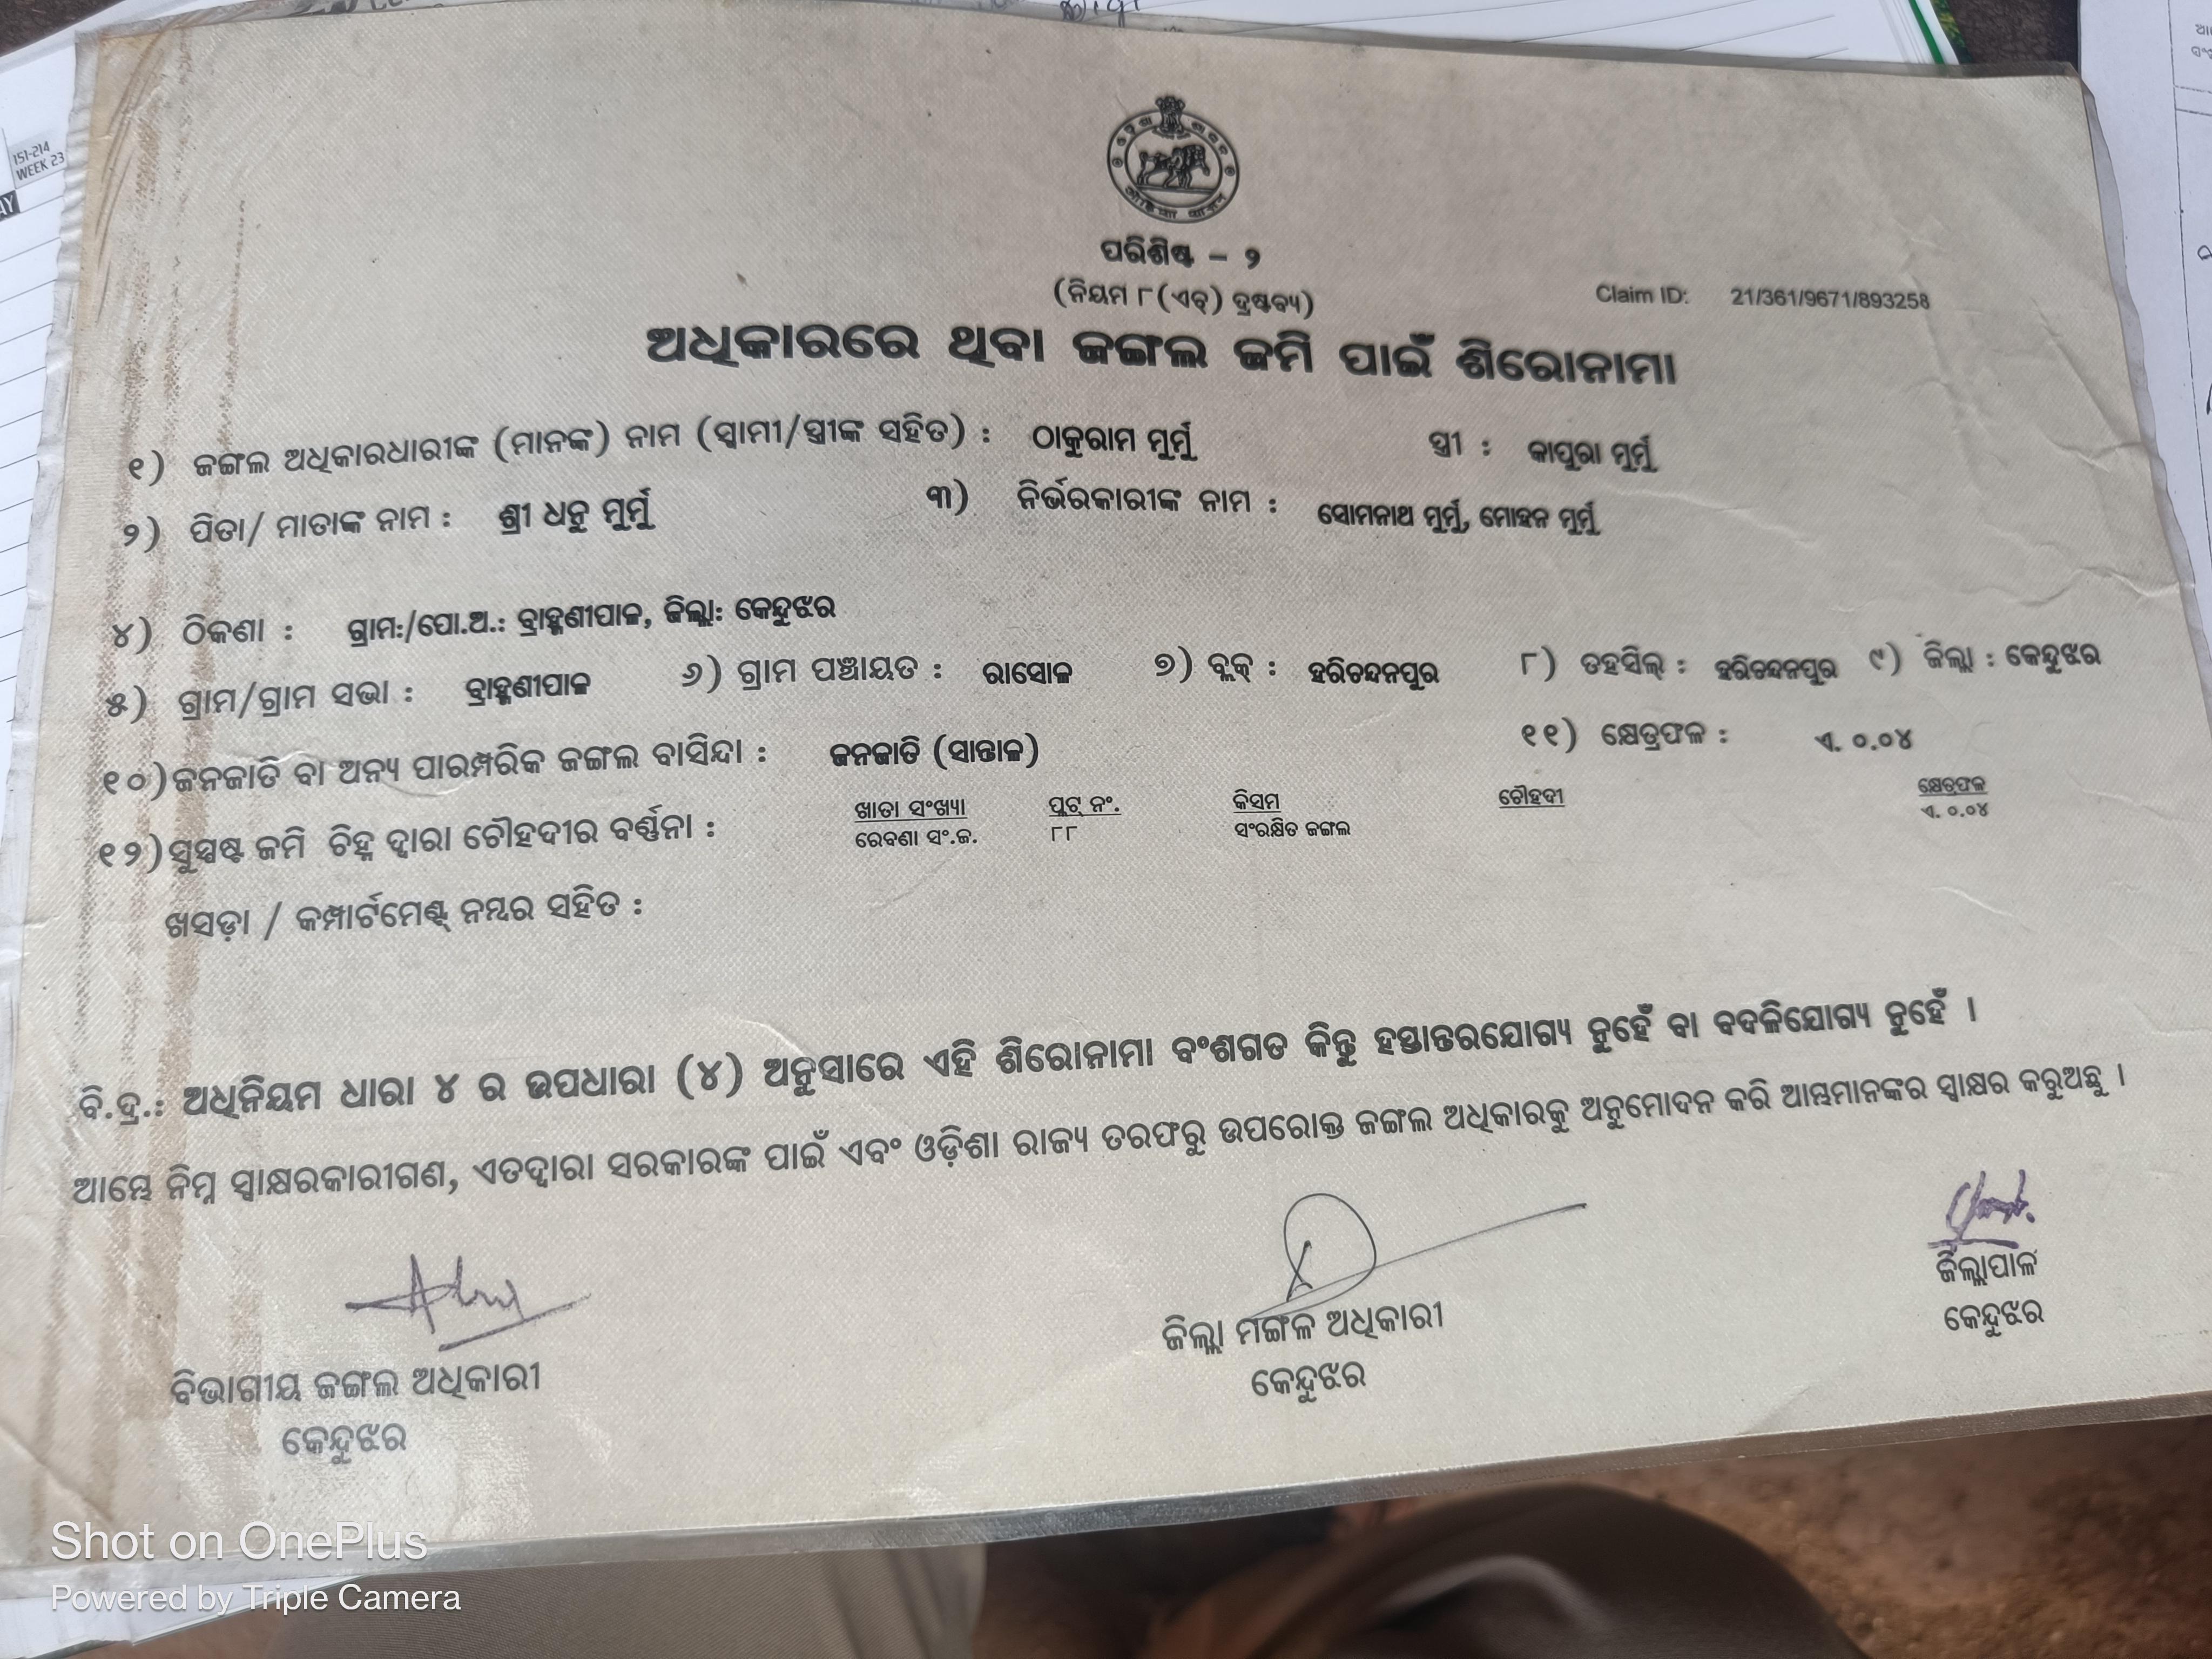 151-214
WEEK 23
ପରିଶିଷ୍ଟ – ୨
(ନିୟମ ୮(ଏଚ୍) ଦ୍ରଷ୍ଟବ୍ୟ)
Claim ID: 21/361/9671/893258
ଅଧିକାରରେ ଥିବା ଜଙ୍ଗଲ ଜମି ପାଇଁ ଶିରୋନାମା
୧) ଜଙ୍ଗଲ ଅଧିକାରଧାରୀଙ୍କ (ମାନଙ୍କ) ନାମ (ସ୍ୱାମୀ/ସ୍ତ୍ରୀଙ୍କ ସହିତ) : ଠାକୁରାମ ମୁର୍ମୁ ସ୍ତ୍ରୀ : କାପୁରା ମୁର୍ମୁ
୨) ପିତା/ ମାତାଙ୍କ ନାମ : ଶ୍ରୀ ଧନୁ ମୁର୍ମୁ ୩) ନିର୍ଭରକାରୀଙ୍କ ନାମ : ସୋମନାଥ ମୁର୍ମୁ, ମୋହନ ମୁର୍ମୁ
୪) ଠିକଣା : ଗ୍ରାମ:/ପୋ.ଅ.: ବ୍ରାହ୍ମଣୀପାଳ, ଜିଲ୍ଲା: କେନ୍ଦୁଝର
୫) ଗ୍ରାମ/ଗ୍ରାମ ସଭା : ବ୍ରାହ୍ମଣୀପାଳ ୬) ଗ୍ରାମ ପଞ୍ଚାୟତ : ରାସୋଳ ୭) ବ୍ଲକ୍ : ହରିଚନ୍ଦନପୁର ୮) ତହସିଲ୍ : ହରିଚନ୍ଦନପୁର ୯) ଜିଲ୍ଲା : କେନ୍ଦୁଝର
୧୦) ଜନଜାତି ବା ଅନ୍ୟ ପାରମ୍ପରିକ ଜଙ୍ଗଲ ବାସିନ୍ଦା : ଜନଜାତି (ସାନ୍ତାଳ) ୧୧) କ୍ଷେତ୍ରଫଳ : ଏ. ୦.୦୪
୧୨) ସୁସ୍ପଷ୍ଟ ଜମି ଚିହ୍ନ ଦ୍ୱାରା ଚୌହଦୀର ବର୍ଣ୍ଣନା : ଖାତା ସଂଖ୍ୟା ପ୍ଲଟ୍ ନଂ. କିସମ ଚୌହଦୀ କ୍ଷେତ୍ରଫଳ
ରେବଣା ସଂ.ଜ. ୮୮ ସଂରକ୍ଷିତ ଜଙ୍ଗଲ ଏ. ୦.୦୪
ଖସଡ଼ା / କମ୍ପାର୍ଟମେଣ୍ଟ୍ ନମ୍ବର ସହିତ :
ବି.ଦ୍ର.: ଅଧିନିୟମ ଧାରା ୪ ର ଉପଧାରା (୪) ଅନୁସାରେ ଏହି ଶିରୋନାମା ବଂଶଗତ କିନ୍ତୁ ହସ୍ତାନ୍ତରଯୋଗ୍ୟ ନୁହେଁ ବା ବଦଳିଯୋଗ୍ୟ ନୁହେଁ ।
ଆମ୍ଭେ ନିମ୍ନ ସ୍ୱାକ୍ଷରକାରୀଗଣ, ଏତଦ୍ୱାରା ସରକାରଙ୍କ ପାଇଁ ଏବଂ ଓଡ଼ିଶା ରାଜ୍ୟ ତରଫରୁ ଉପରୋକ୍ତ ଜଙ୍ଗଲ ଅଧିକାରକୁ ଅନୁମୋଦନ କରି ଆମ୍ଭମାନଙ୍କର ସ୍ୱାକ୍ଷର କରୁଅଛୁ ।
ବିଭାଗୀୟ ଜଙ୍ଗଲ ଅଧିକାରୀ
କେନ୍ଦୁଝର
ଜିଲ୍ଲା ମଙ୍ଗଳ ଅଧିକାରୀ
କେନ୍ଦୁଝର
ଜିଲ୍ଲାପାଳ
କେନ୍ଦୁଝର
Shot on OnePlus
Powered by Triple Camera